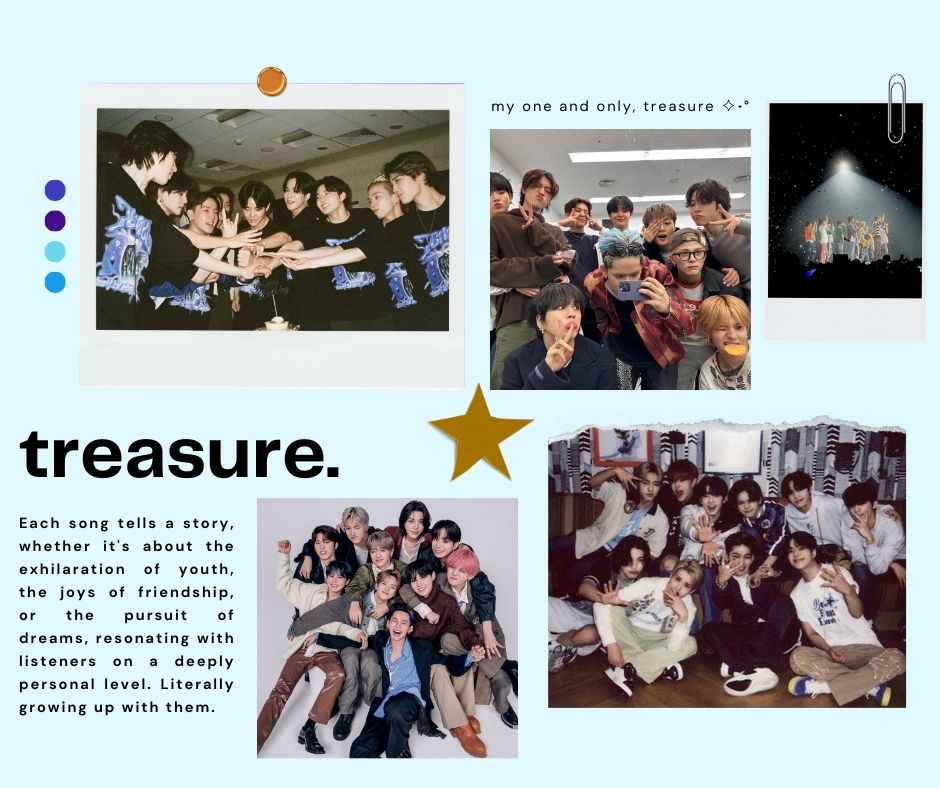 my one and only, treasure ✧˖°
treasure.
Each song tells a story,
whether it's about the
exhilaration of youth,
the joys of friendship,
or the pursuit of
dreams, resonating with
listeners on a deeply
personal level. Literally
growing up with them.